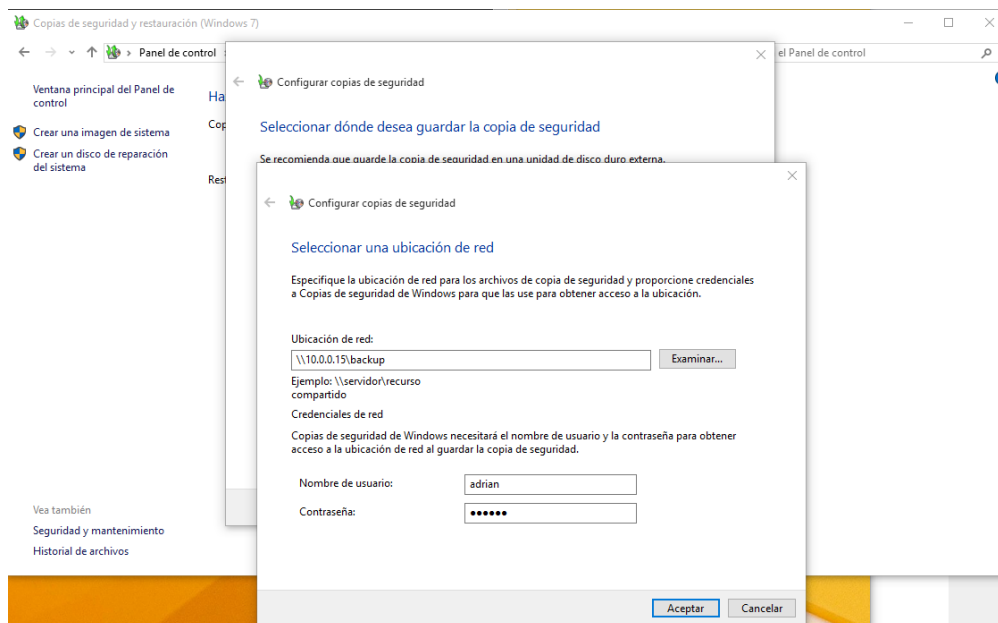 Copias de seguridad y restauración (Windows 7)
Panel de control
el Panel de control
Ventana principal del Panel de
control
Crear una imagen de sistema
Crear un disco de reparación
del sistema
Ha
Cop
Rest
Vea también
Seguridad y mantenimiento
Historial de archivos
Configurar copias de seguridad
Seleccionar dónde desea guardar la copia de seguridad
Se recomienda que guarde la copia de seguridad en una unidad de disco duro externa.
Configurar copias de seguridad
Seleccionar una ubicación de red
Especifique la ubicación de red para los archivos de copia de seguridad y proporcione credenciales
a Copias de seguridad de Windows para que las use para obtener acceso a la ubicación.
Ubicación de red:
\\10.0.0.15\backup
Examinar...
Ejemplo: \\servidor\recurso
compartido
Credenciales de red
Copias de seguridad de Windows necesitará el nombre de usuario y la contraseña para obtener
acceso a la ubicación de red al guardar la copia de seguridad.
Nombre de usuario:
adrian
Contraseña:
••••••
Aceptar
Cancelar